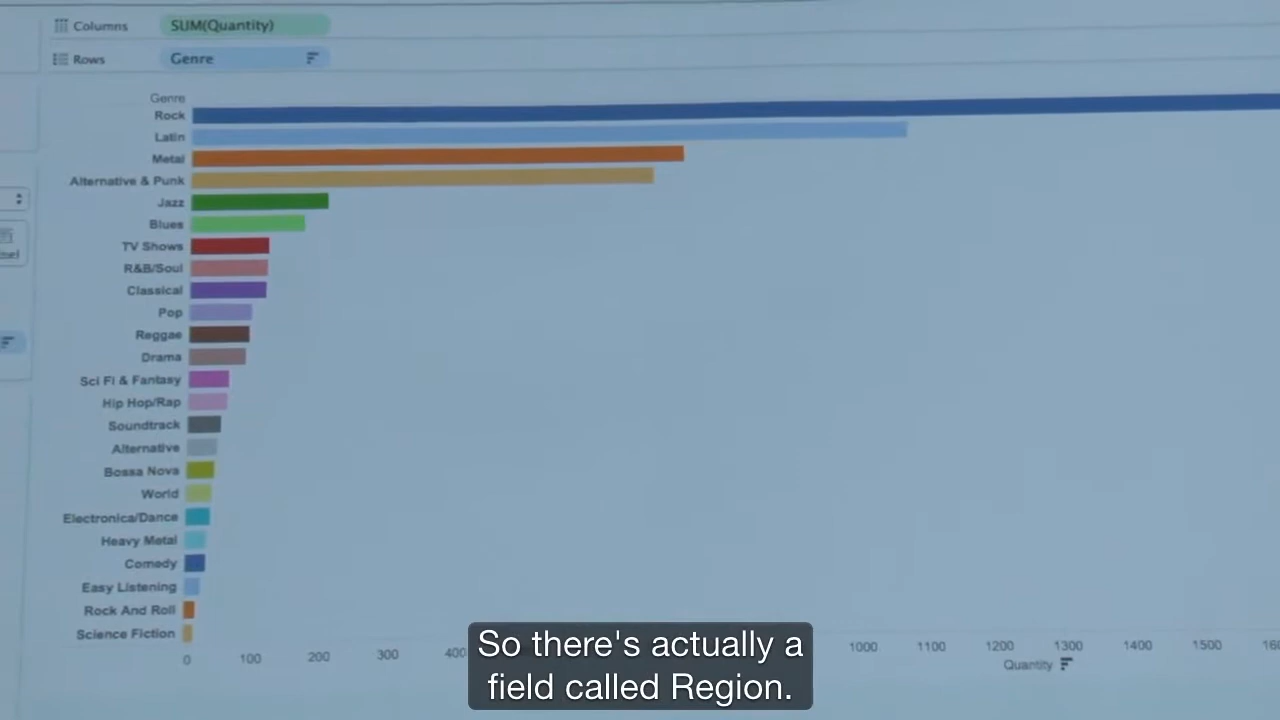 Columns SUM(Quantity)
Rows Genre
Genre
Rock
Latin
Metal
Alternative & Punk
Jazz
Blues
TV Shows
R&B/Soul
Classical
Pop
Reggae
Drama
Sci Fi & Fantasy
Hip Hop/Rap
Soundtrack
Alternative
Bossa Nova
World
Electronica/Dance
Heavy Metal
Comedy
Easy Listening
Rock And Roll
Science Fiction
0 100 200 300 1000 1100 1200 1300 1400 1500
Quantity
So there's actually a
field called Region.